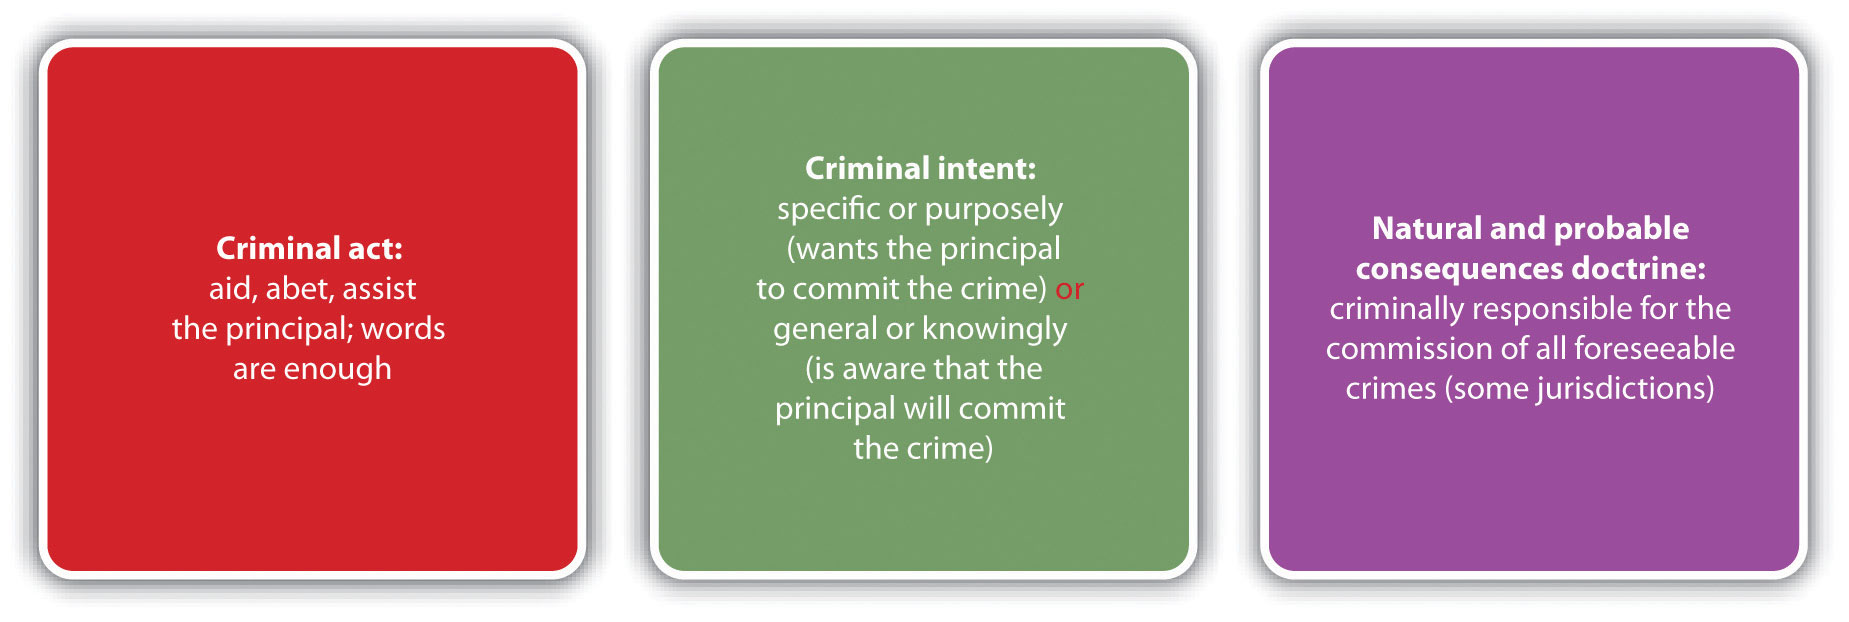 Criminal act:
aid, abet, assist
the principal; words
are enough
Criminal intent:
specific or purposely
(wants the principal
to commit the crime) or
general or knowingly
(is aware that the
principal will commit
the crime)
Natural and probable
consequences doctrine:
criminally responsible for the
commission of all foreseeable
crimes (some jurisdictions)